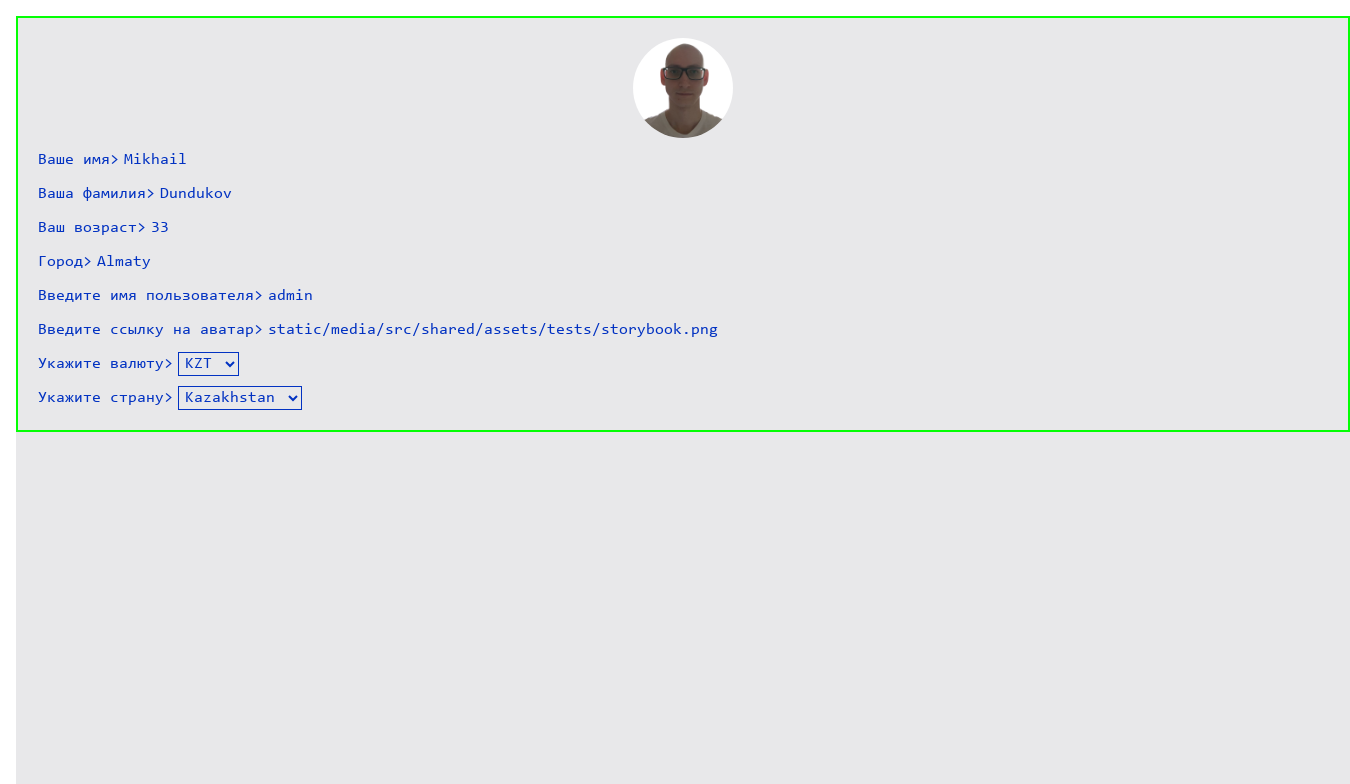 Ваше имя> Mikhail
Ваша фамилия> Dundukov
Ваш возраст> 33
Город> Almaty
Введите имя пользователя> admin
Введите ссылку на аватар> static/media/src/shared/assets/tests/storybook.png
Укажите валюту> KZT
Укажите страну> Kazakhstan